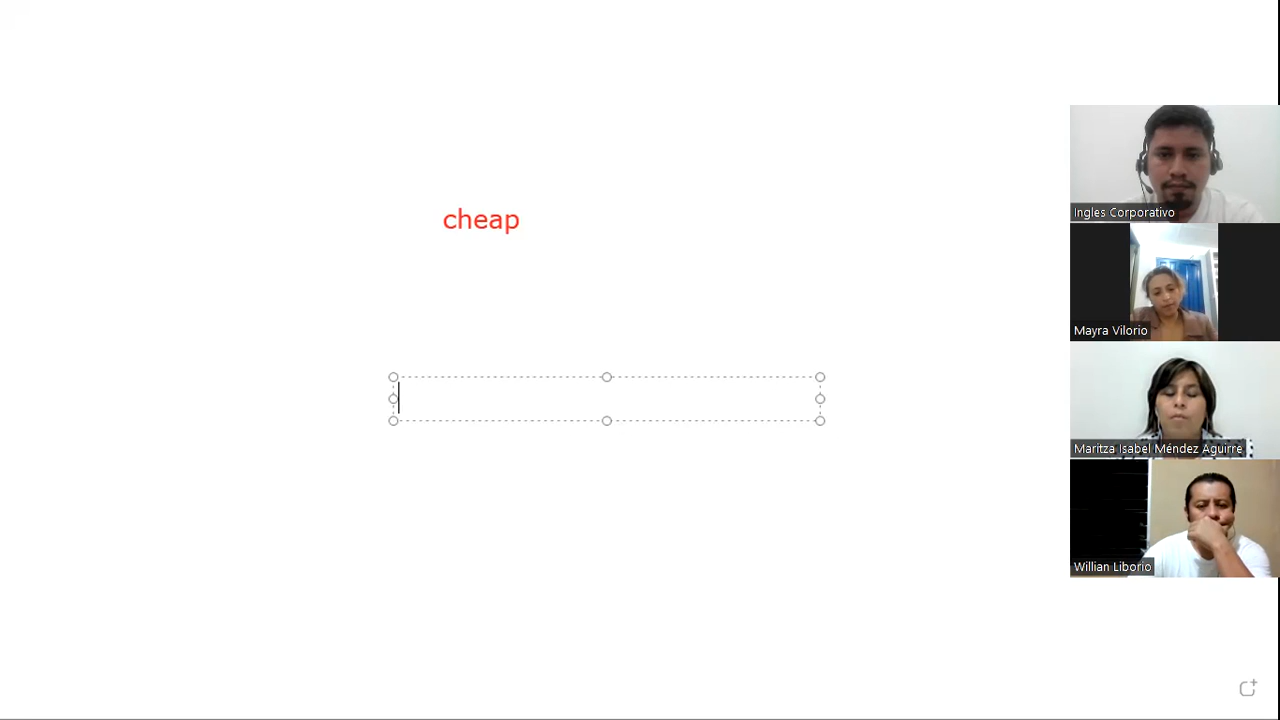 cheap
Ingles Corporativo
Mayra Vilorio
Maritza Isabel Méndez Aguirre
Willian Liborio